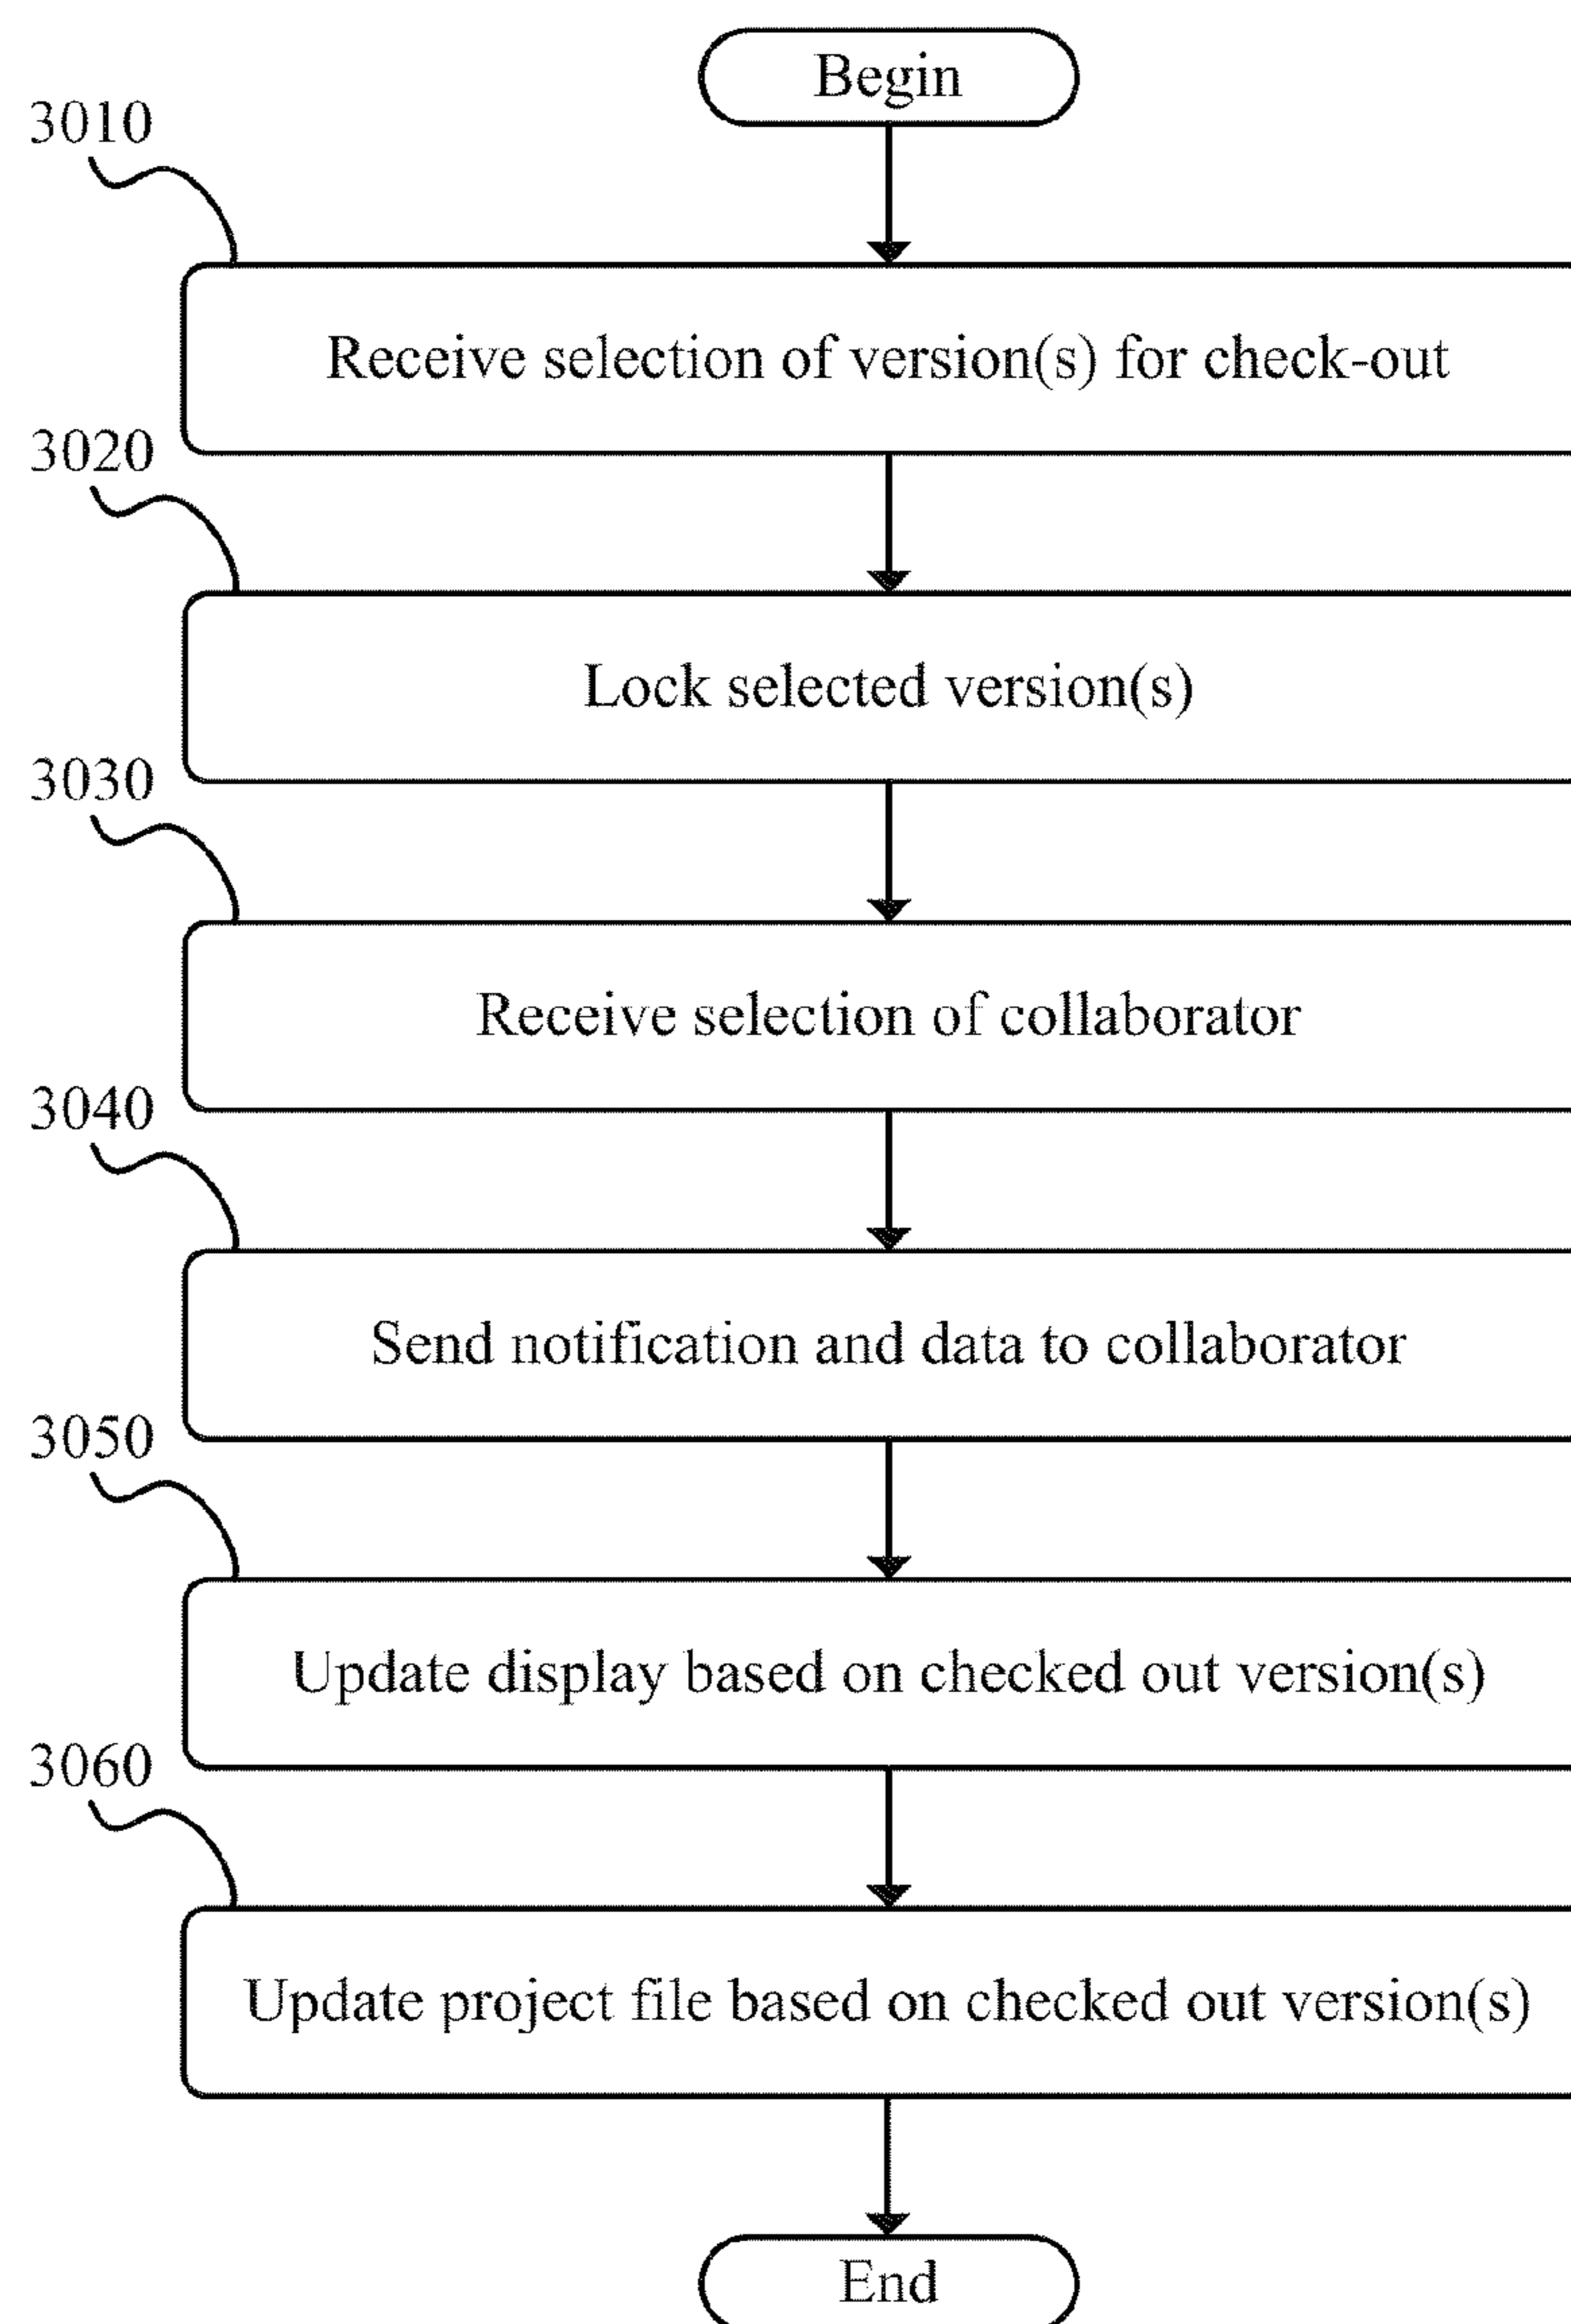 Begin
3010
Receive selection of version(s) for check-out
3020
Lock selected version(s)
3030
Receive selection of collaborator
3040
Send notification and data to collaborator
3050
Update display based on checked out version(s)
3060
Update project file based on checked out version(s)
End